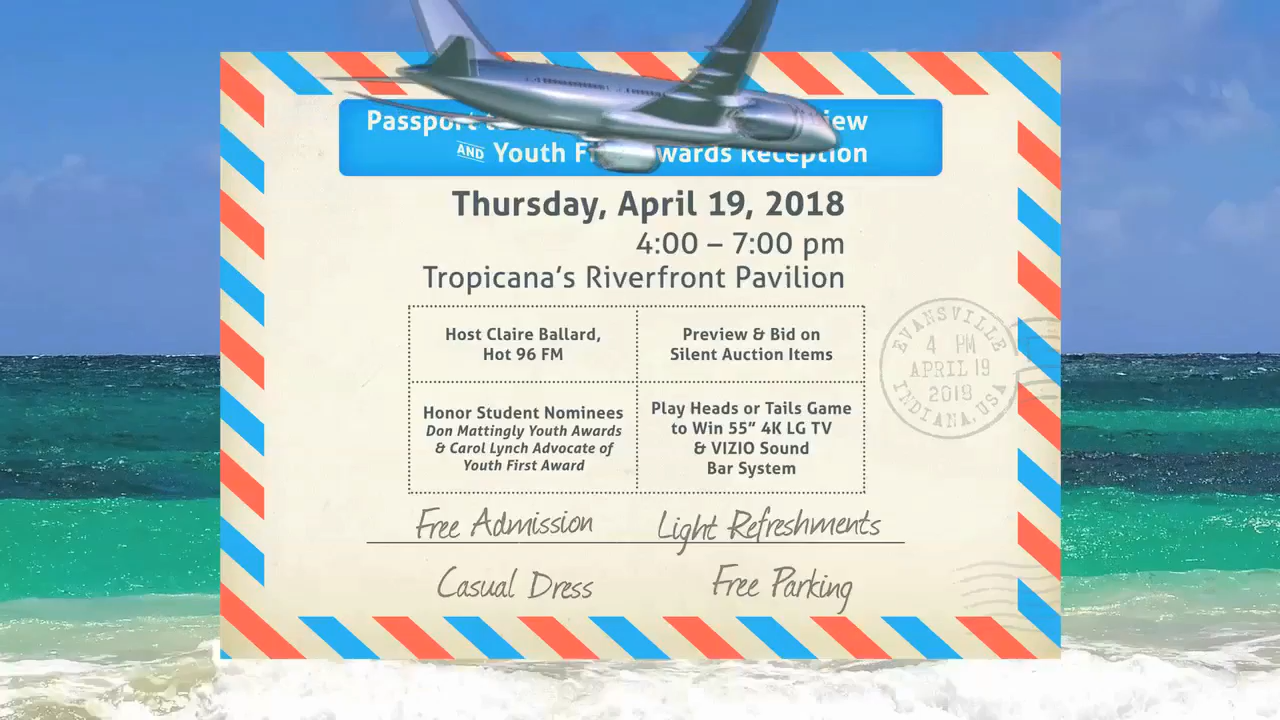 Passport iew
AND Youth Fi wards Reception
Thursday, April 19, 2018
4:00 – 7:00 pm
Tropicana's Riverfront Pavilion
Host Claire Ballard,
Hot 96 FM
Preview & Bid on
Silent Auction Items
Honor Student Nominees
Don Mattingly Youth Awards
& Carol Lynch Advocate of
Youth First Award
Play Heads or Tails Game
to Win 55" 4K LG TV
& VIZIO Sound
Bar System
EVANSVILLE
4 PM
APRIL 19
2019
INDIANA, USA
Free Admission Light Refreshments
Casual Dress Free Parking